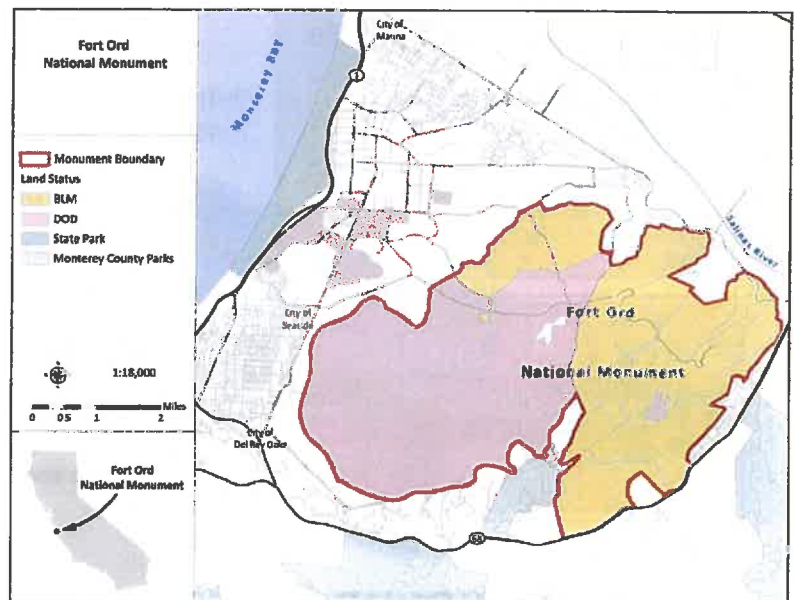 Fort Ord
National Monument
Monument Boundary
Land Status
BLM
DOD
State Park
Monterey County Parks
1:18,000
0 0.5 1 2 Miles
Fort Ord
National Monument
Monterey Bay
City of
Marina
1
Salinas River
City of
Seaside
Fort Ord
National Monument
City of
Del Rey Oaks
68